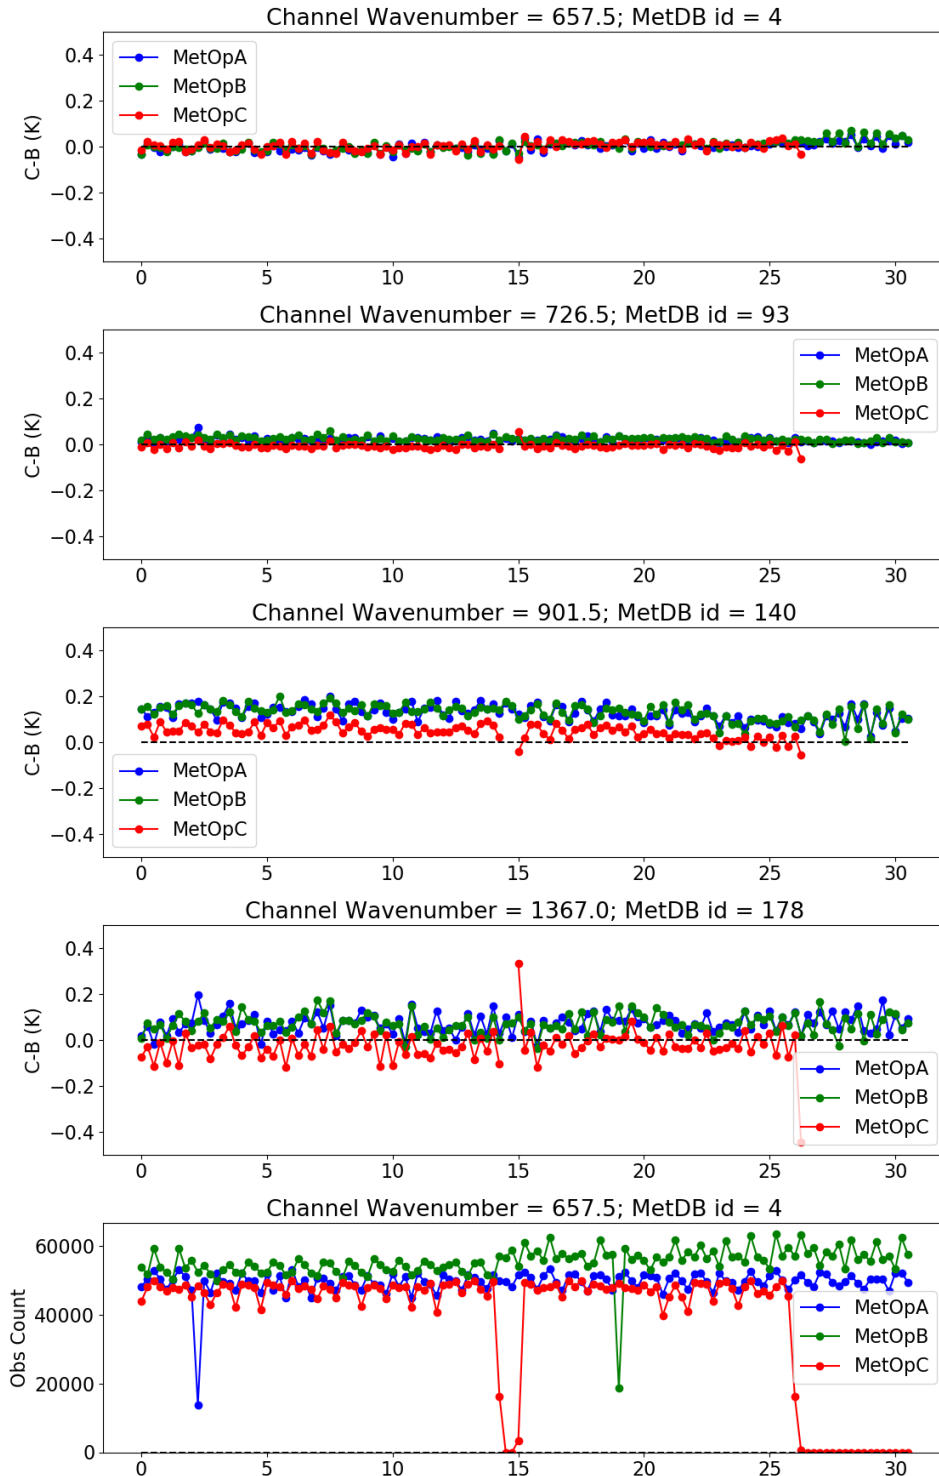 Channel Wavenumber = 657.5; MetDB id = 4
C-B (K)
0.4
0.2
0.0
−0.2
−0.4
MetOpA
MetOpB
MetOpC
0 5 10 15 20 25 30
Channel Wavenumber = 726.5; MetDB id = 93
C-B (K)
0.4
0.2
0.0
−0.2
−0.4
MetOpA
MetOpB
MetOpC
0 5 10 15 20 25 30
Channel Wavenumber = 901.5; MetDB id = 140
C-B (K)
0.4
0.2
0.0
−0.2
−0.4
MetOpA
MetOpB
MetOpC
0 5 10 15 20 25 30
Channel Wavenumber = 1367.0; MetDB id = 178
C-B (K)
0.4
0.2
0.0
−0.2
−0.4
MetOpA
MetOpB
MetOpC
0 5 10 15 20 25 30
Channel Wavenumber = 657.5; MetDB id = 4
Obs Count
60000
40000
20000
0
MetOpA
MetOpB
MetOpC
0 5 10 15 20 25 30